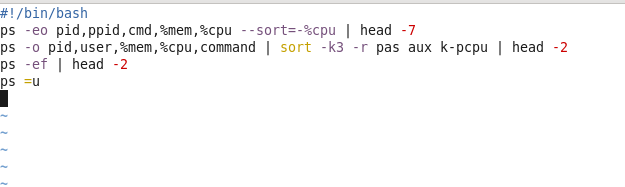 #!/bin/bash
ps -eo pid,ppid,cmd,%mem,%cpu --sort=-%cpu | head -7
ps -o pid,user,%mem,%cpu,command | sort -k3 -r pas aux k-pcpu | head -2
ps -ef | head -2
ps =u
~
~
~
~
~